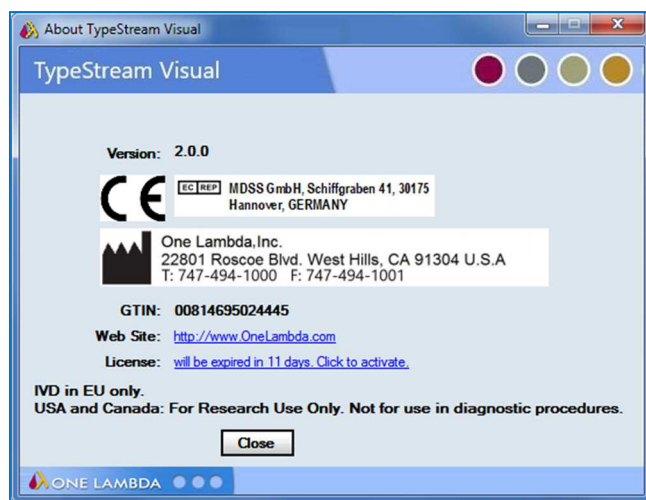 About TypeStream Visual
TypeStream Visual
Version: 2.0.0
CE EC REP MDSS GmbH, Schiffgraben 41, 30175
Hannover, GERMANY
One Lambda,Inc.
22801 Roscoe Blvd. West Hills, CA 91304 U.S.A
T: 747-494-1000 F: 747-494-1001
GTIN: 00814695024445
Web Site: http://www.OneLambda.com
License: will be expired in 11 days. Click to activate.
IVD in EU only.
USA and Canada: For Research Use Only. Not for use in diagnostic procedures.
Close
ONE LAMBDA